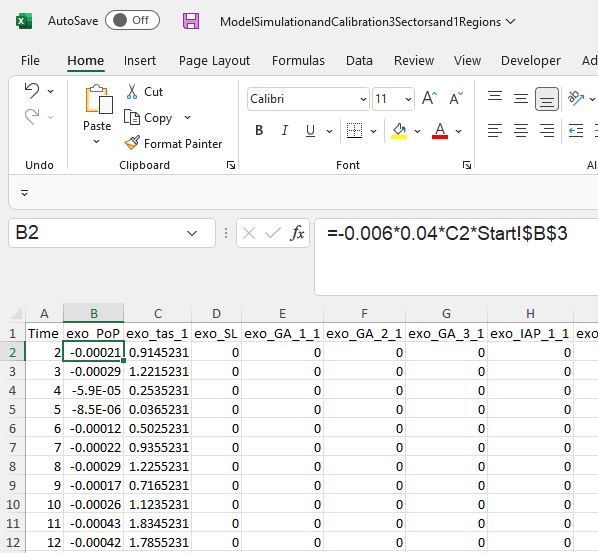 AutoSave Off ModelSimulationandCalibration3Sectorsand1Regions
File Home Insert Page Layout Formulas Data Review View Developer Ad
Paste Cut Calibri 11 A A
Copy B I U A
Format Painter
Undo Clipboard Font Al
B2 fx =-0.006*0.04*C2*Start!$B$3
A B C D E F G H
1 Time exo_PoP exo_tas_1 exo_SL exo_GA_1_1 exo_GA_2_1 exo_GA_3_1 exo_IAP_1_1 exo
2 2 -0.00021 0.9145231 0 0 0 0 0
3 3 -0.00029 1.2215231 0 0 0 0 0
4 4 -5.9E-05 0.2535231 0 0 0 0 0
5 5 -8.5E-06 0.0365231 0 0 0 0 0
6 6 -0.00012 0.5025231 0 0 0 0 0
7 7 -0.00022 0.9355231 0 0 0 0 0
8 8 -0.00029 1.2255231 0 0 0 0 0
9 9 -0.00017 0.7165231 0 0 0 0 0
10 10 -0.00026 1.1235231 0 0 0 0 0
11 11 -0.00043 1.8345231 0 0 0 0 0
12 12 -0.00042 1.7855231 0 0 0 0 0